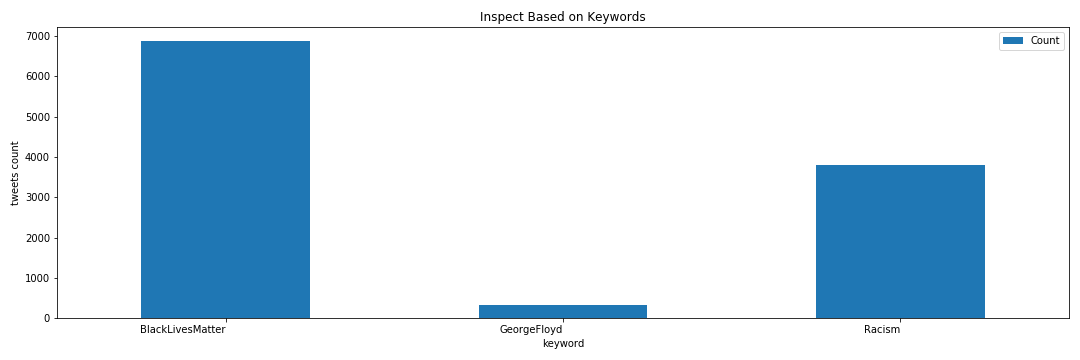 Inspect Based on Keywords
Count
tweets count
7000
6000
5000
4000
3000
2000
1000
0
BlackLivesMatter GeorgeFloyd Racism
keyword